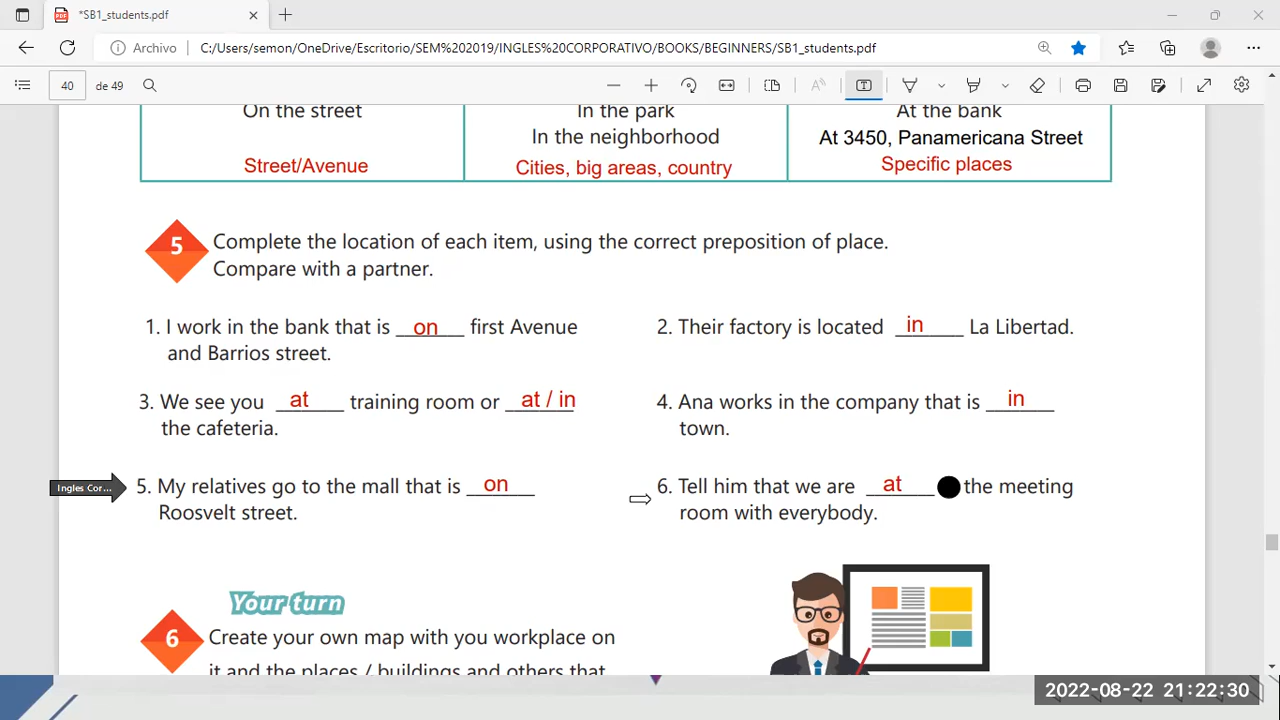 *SB1_students.pdf
Archivo C:/Users/semon/OneDrive/Escritorio/SEM%202019/INGLES%20CORPORATIVO/BOOKS/BEGINNERS/SB1_students.pdf
40 de 49
On the street
In the park
At the bank
In the neighborhood
At 3450, Panamericana Street
Street/Avenue
Cities, big areas, country
Specific places
5 Complete the location of each item, using the correct preposition of place.
Compare with a partner.
1. I work in the bank that is on first Avenue
and Barrios street.
2. Their factory is located in La Libertad.
3. We see you at training room or at / in
the cafeteria.
4. Ana works in the company that is in
town.
Ingles Cor...
5. My relatives go to the mall that is on
Roosvelt street.
6. Tell him that we are at the meeting
room with everybody.
Your turn
6 Create your own map with you workplace on
it and the places / buildings and others that
2022-08-22 21:22:30